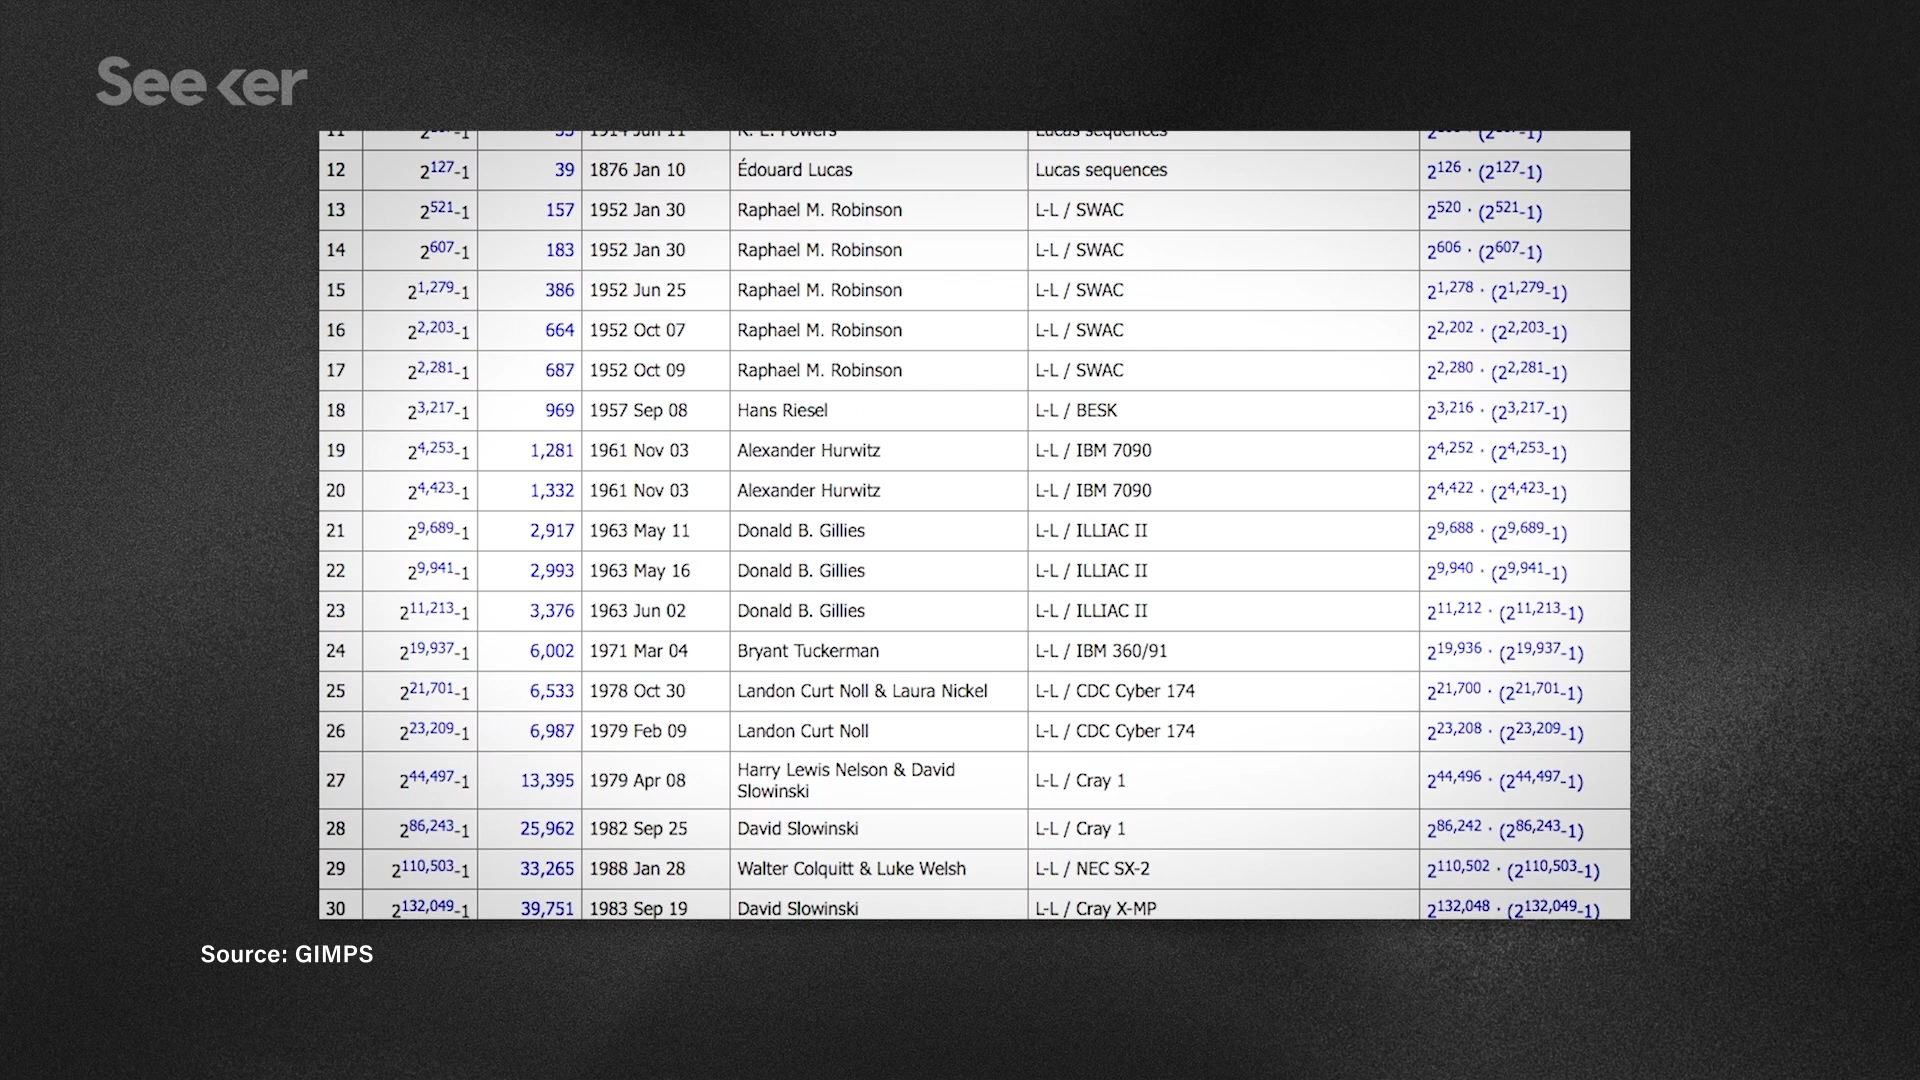 Seeker
11 2¹⁰⁷-1 33 1914 Jun 11 R. E. Powers Lucas sequences 2¹⁰⁶ · (2¹⁰⁷-1)
12 2¹²⁷-1 39 1876 Jan 10 Édouard Lucas Lucas sequences 2¹²⁶ · (2¹²⁷-1)
13 2⁵²¹-1 157 1952 Jan 30 Raphael M. Robinson L-L / SWAC 2⁵²⁰ · (2⁵²¹-1)
14 2⁶⁰⁷-1 183 1952 Jan 30 Raphael M. Robinson L-L / SWAC 2⁶⁰⁶ · (2⁶⁰⁷-1)
15 2¹,²⁷⁹-1 386 1952 Jun 25 Raphael M. Robinson L-L / SWAC 2¹,²⁷⁸ · (2¹,²⁷⁹-1)
16 2²,²⁰³-1 664 1952 Oct 07 Raphael M. Robinson L-L / SWAC 2²,²⁰² · (2²,²⁰³-1)
17 2²,²⁸¹-1 687 1952 Oct 09 Raphael M. Robinson L-L / SWAC 2²,²⁸⁰ · (2²,²⁸¹-1)
18 2³,²¹⁷-1 969 1957 Sep 08 Hans Riesel L-L / BESK 2³,²¹⁶ · (2³,²¹⁷-1)
19 2⁴,²⁵³-1 1,281 1961 Nov 03 Alexander Hurwitz L-L / IBM 7090 2⁴,²⁵² · (2⁴,²⁵³-1)
20 2⁴,⁴²³-1 1,332 1961 Nov 03 Alexander Hurwitz L-L / IBM 7090 2⁴,⁴²² · (2⁴,⁴²³-1)
21 2⁹,⁶⁸⁹-1 2,917 1963 May 11 Donald B. Gillies L-L / ILLIAC II 2⁹,⁶⁸⁸ · (2⁹,⁶⁸⁹-1)
22 2⁹,⁹⁴¹-1 2,993 1963 May 16 Donald B. Gillies L-L / ILLIAC II 2⁹,⁹⁴⁰ · (2⁹,⁹⁴¹-1)
23 2¹¹,²¹³-1 3,376 1963 Jun 02 Donald B. Gillies L-L / ILLIAC II 2¹¹,²¹² · (2¹¹,²¹³-1)
24 2¹⁹,⁹³⁷-1 6,002 1971 Mar 04 Bryant Tuckerman L-L / IBM 360/91 2¹⁹,⁹³⁶ · (2¹⁹,⁹³⁷-1)
25 2²¹,⁷⁰¹-1 6,533 1978 Oct 30 Landon Curt Noll & Laura Nickel L-L / CDC Cyber 174 2²¹,⁷⁰⁰ · (2²¹,⁷⁰¹-1)
26 2²³,²⁰⁹-1 6,987 1979 Feb 09 Landon Curt Noll L-L / CDC Cyber 174 2²³,²⁰⁸ · (2²³,²⁰⁹-1)
27 2⁴⁴,⁴⁹⁷-1 13,395 1979 Apr 08 Harry Lewis Nelson & David
Slowinski L-L / Cray 1 2⁴⁴,⁴⁹⁶ · (2⁴⁴,⁴⁹⁷-1)
28 2⁸⁶,²⁴³-1 25,962 1982 Sep 25 David Slowinski L-L / Cray 1 2⁸⁶,²⁴² · (2⁸⁶,²⁴³-1)
29 2¹¹⁰,⁵⁰³-1 33,265 1988 Jan 28 Walter Colquitt & Luke Welsh L-L / NEC SX-2 2¹¹⁰,⁵⁰² · (2¹¹⁰,⁵⁰³-1)
30 2¹³²,⁰⁴⁹-1 39,751 1983 Sep 19 David Slowinski L-L / Cray X-MP 2¹³²,⁰⁴⁸ · (2¹³²,⁰⁴⁹-1)
Source: GIMPS